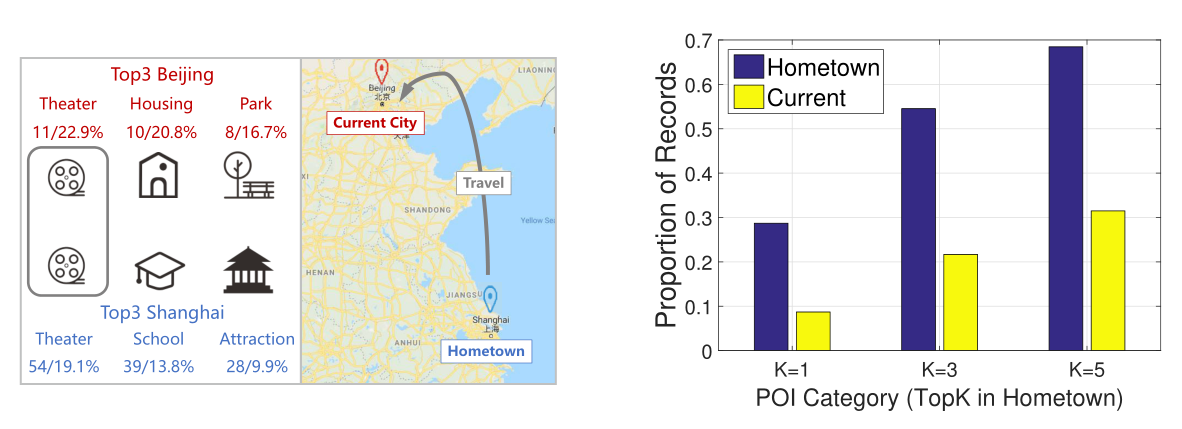 Top3 Beijing
Theater Housing Park
11/22.9% 10/20.8% 8/16.7%
Top3 Shanghai
Theater School Attraction
54/19.1% 39/13.8% 28/9.9%
LIAONIN
Beijing
北京
Current City
Travel
SHANDONG
Yellow Sea
HENAN
JIANGSU
Shanghai
上海
ANHUI
Hometown
0.7
0.6
0.5
0.4
0.3
0.2
0.1
0
Proportion of Records
Hometown
Current
K=1 K=3 K=5
POI Category (TopK in Hometown)